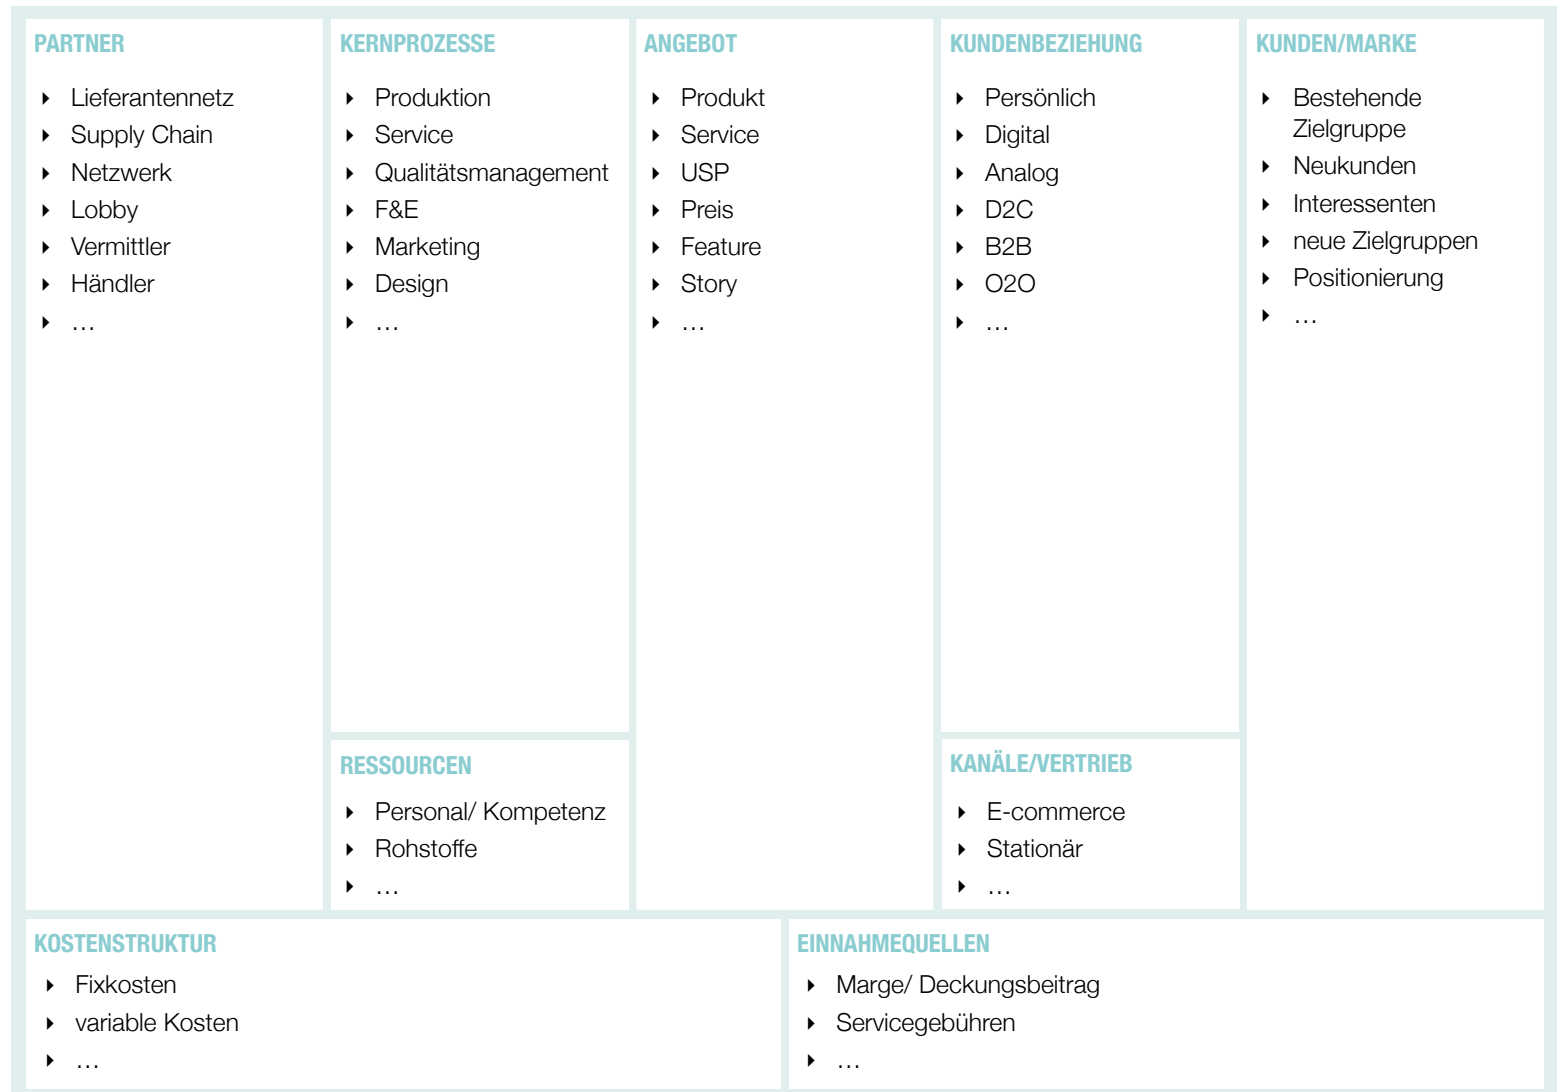 PARTNER
Lieferantennetz
Supply Chain
Netzwerk
Lobby
Vermittler
Händler
…
KERNPROZESSE
Produktion
Service
Qualitätsmanagement
F&E
Marketing
Design
…
RESSOURCEN
Personal/ Kompetenz
Rohstoffe
…
ANGEBOT
Produkt
Service
USP
Preis
Feature
Story
…
KUNDENBEZIEHUNG
Persönlich
Digital
Analog
D2C
B2B
O2O
…
KANÄLE/VERTRIEB
E-commerce
Stationär
…
KUNDEN/MARKE
Bestehende
Zielgruppe
Neukunden
Interessenten
neue Zielgruppen
Positionierung
…
KOSTENSTRUKTUR
Fixkosten
variable Kosten
…
EINNAHMEQUELLEN
Marge/ Deckungsbeitrag
Servicegebühren
…